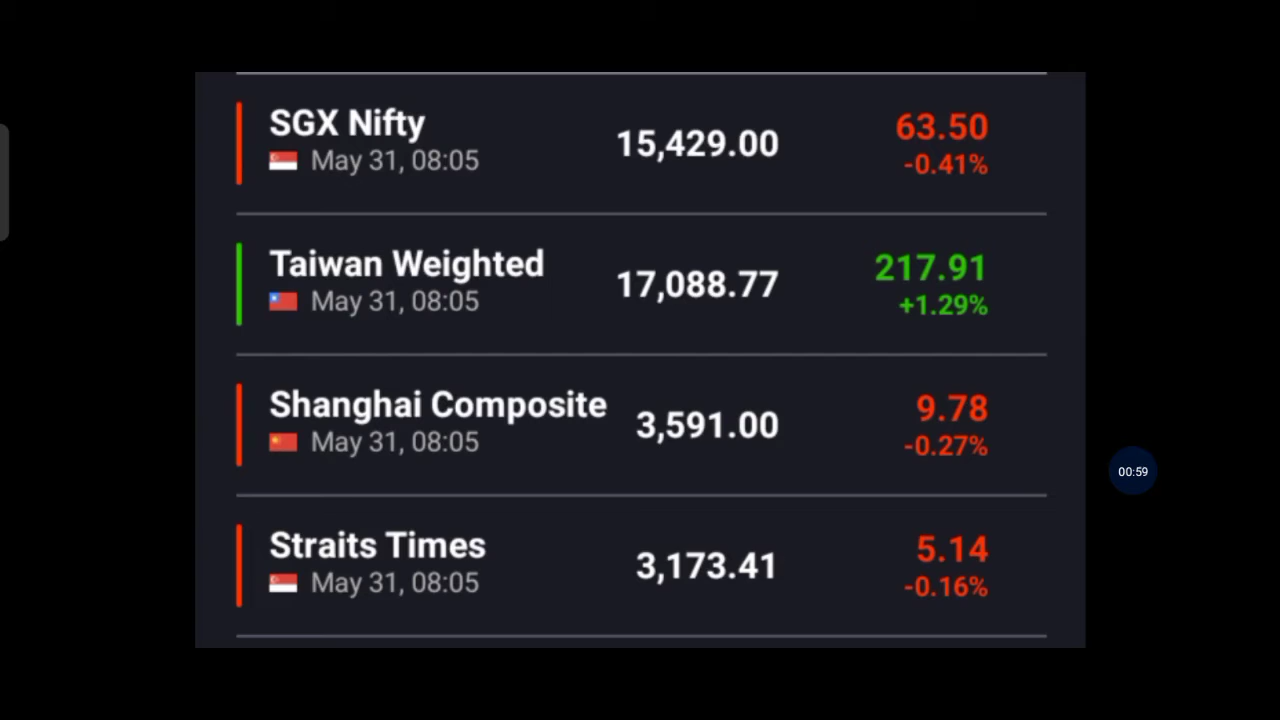 SGX Nifty 15,429.00 63.50
May 31, 08:05 -0.41%
Taiwan Weighted 17,088.77 217.91
May 31, 08:05 +1.29%
Shanghai Composite 3,591.00 9.78
May 31, 08:05 -0.27%
00:59
Straits Times 3,173.41 5.14
May 31, 08:05 -0.16%